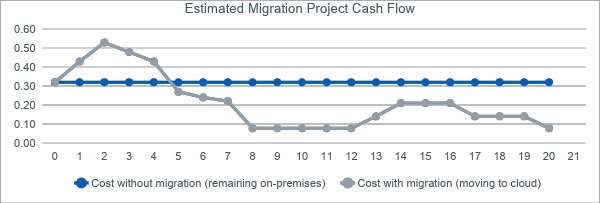 Estimated Migration Project Cash Flow
0.60
0.50
0.40
0.30
0.20
0.10
0.00
0 1 2 3 4 5 6 7 8 9 10 11 12 13 14 15 16 17 18 19 20 21
Cost without migration (remaining on-premises) Cost with migration (moving to cloud)